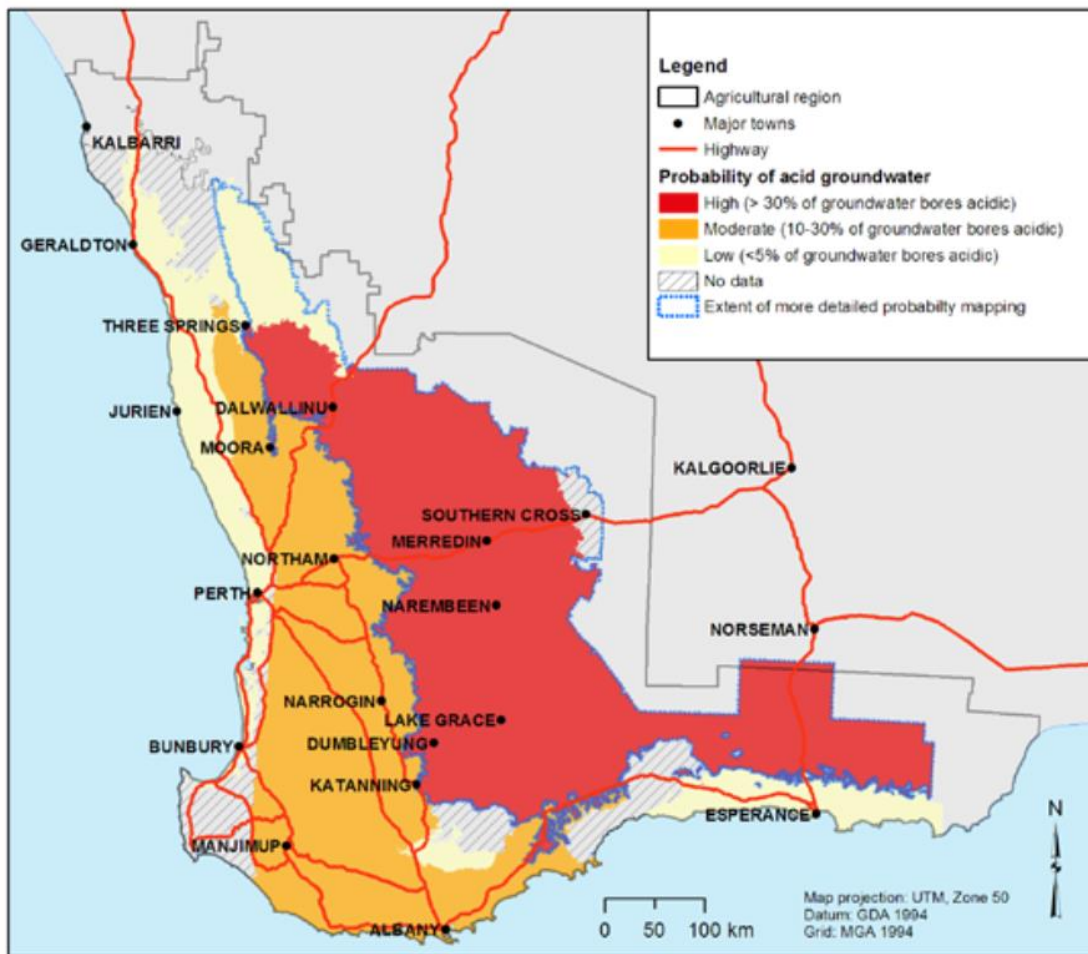 Legend
Agricultural region
Major towns
Highway
Probability of acid groundwater
High (> 30% of groundwater bores acidic)
Moderate (10-30% of groundwater bores acidic)
Low (<5% of groundwater bores acidic)
No data
Extent of more detailed probabilty mapping
KALBARRI
GERALDTON
THREE SPRINGS
JURIEN
DALWALLINU
MOORA
KALGOORLIE
SOUTHERN CROSS
MERREDIN
NORTHAM
PERTH
NAREMBEEN
NORSEMAN
NARROGIN
LAKE GRACE
BUNBURY
DUMBLEYUNG
KATANNING
ESPERANCE
MANJIMUP
ALBANY
N
0 50 100 km
Map projection: UTM, Zone 50
Datum: GDA 1994
Grid: MGA 1994